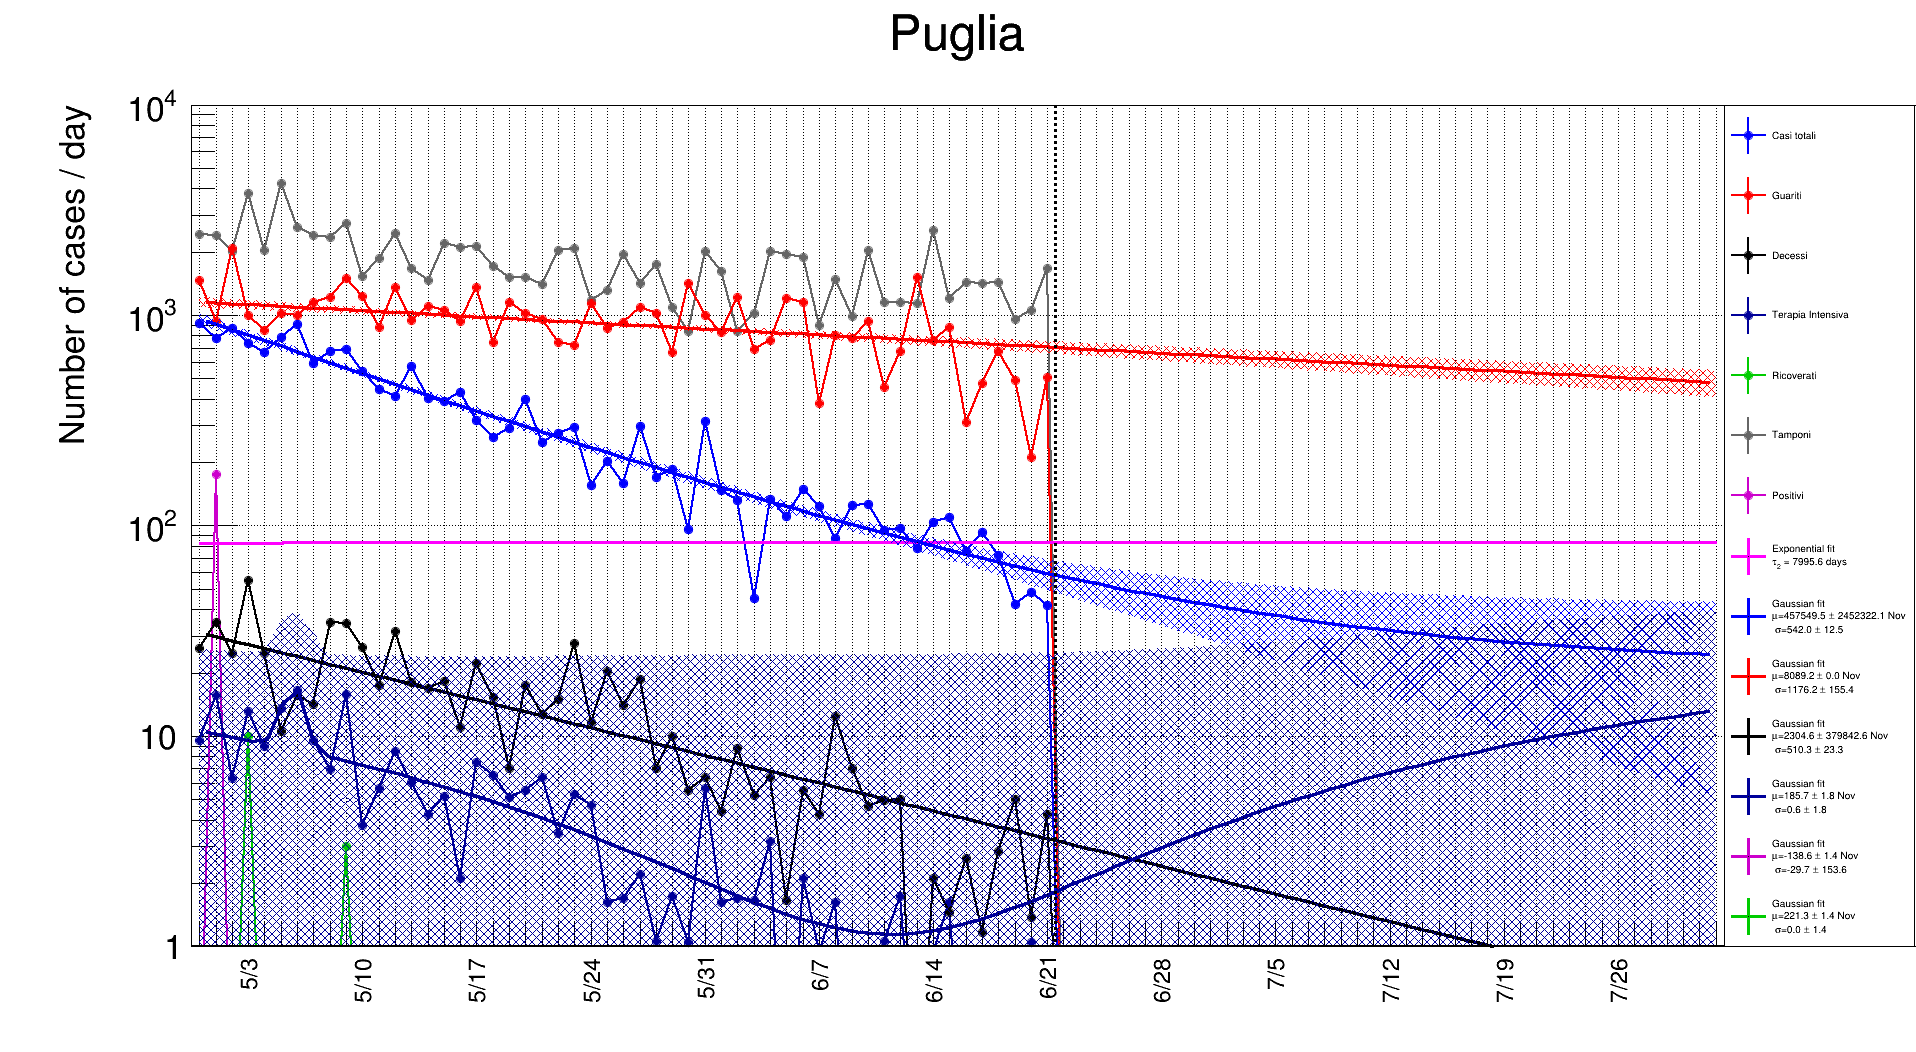 Puglia
Number of cases / day
10⁴
10³
10²
10
1
5/3
5/10
5/17
5/24
5/31
6/7
6/14
6/21
6/28
7/5
7/12
7/19
7/26
Casi totali
Guariti
Decessi
Terapia Intensiva
Ricoverati
Tamponi
Positivi
Exponential fit
τ₂ = 7995.6 days
Gaussian fit
μ=457549.5 ± 2452322.1 Nov
σ=542.0 ± 12.5
Gaussian fit
μ=8089.2 ± 0.0 Nov
σ=1176.2 ± 155.4
Gaussian fit
μ=2304.6 ± 379842.6 Nov
σ=510.3 ± 23.3
Gaussian fit
μ=185.7 ± 1.8 Nov
σ=0.6 ± 1.8
Gaussian fit
μ=-138.6 ± 1.4 Nov
σ=-29.7 ± 153.6
Gaussian fit
μ=221.3 ± 1.4 Nov
σ=0.0 ± 1.4